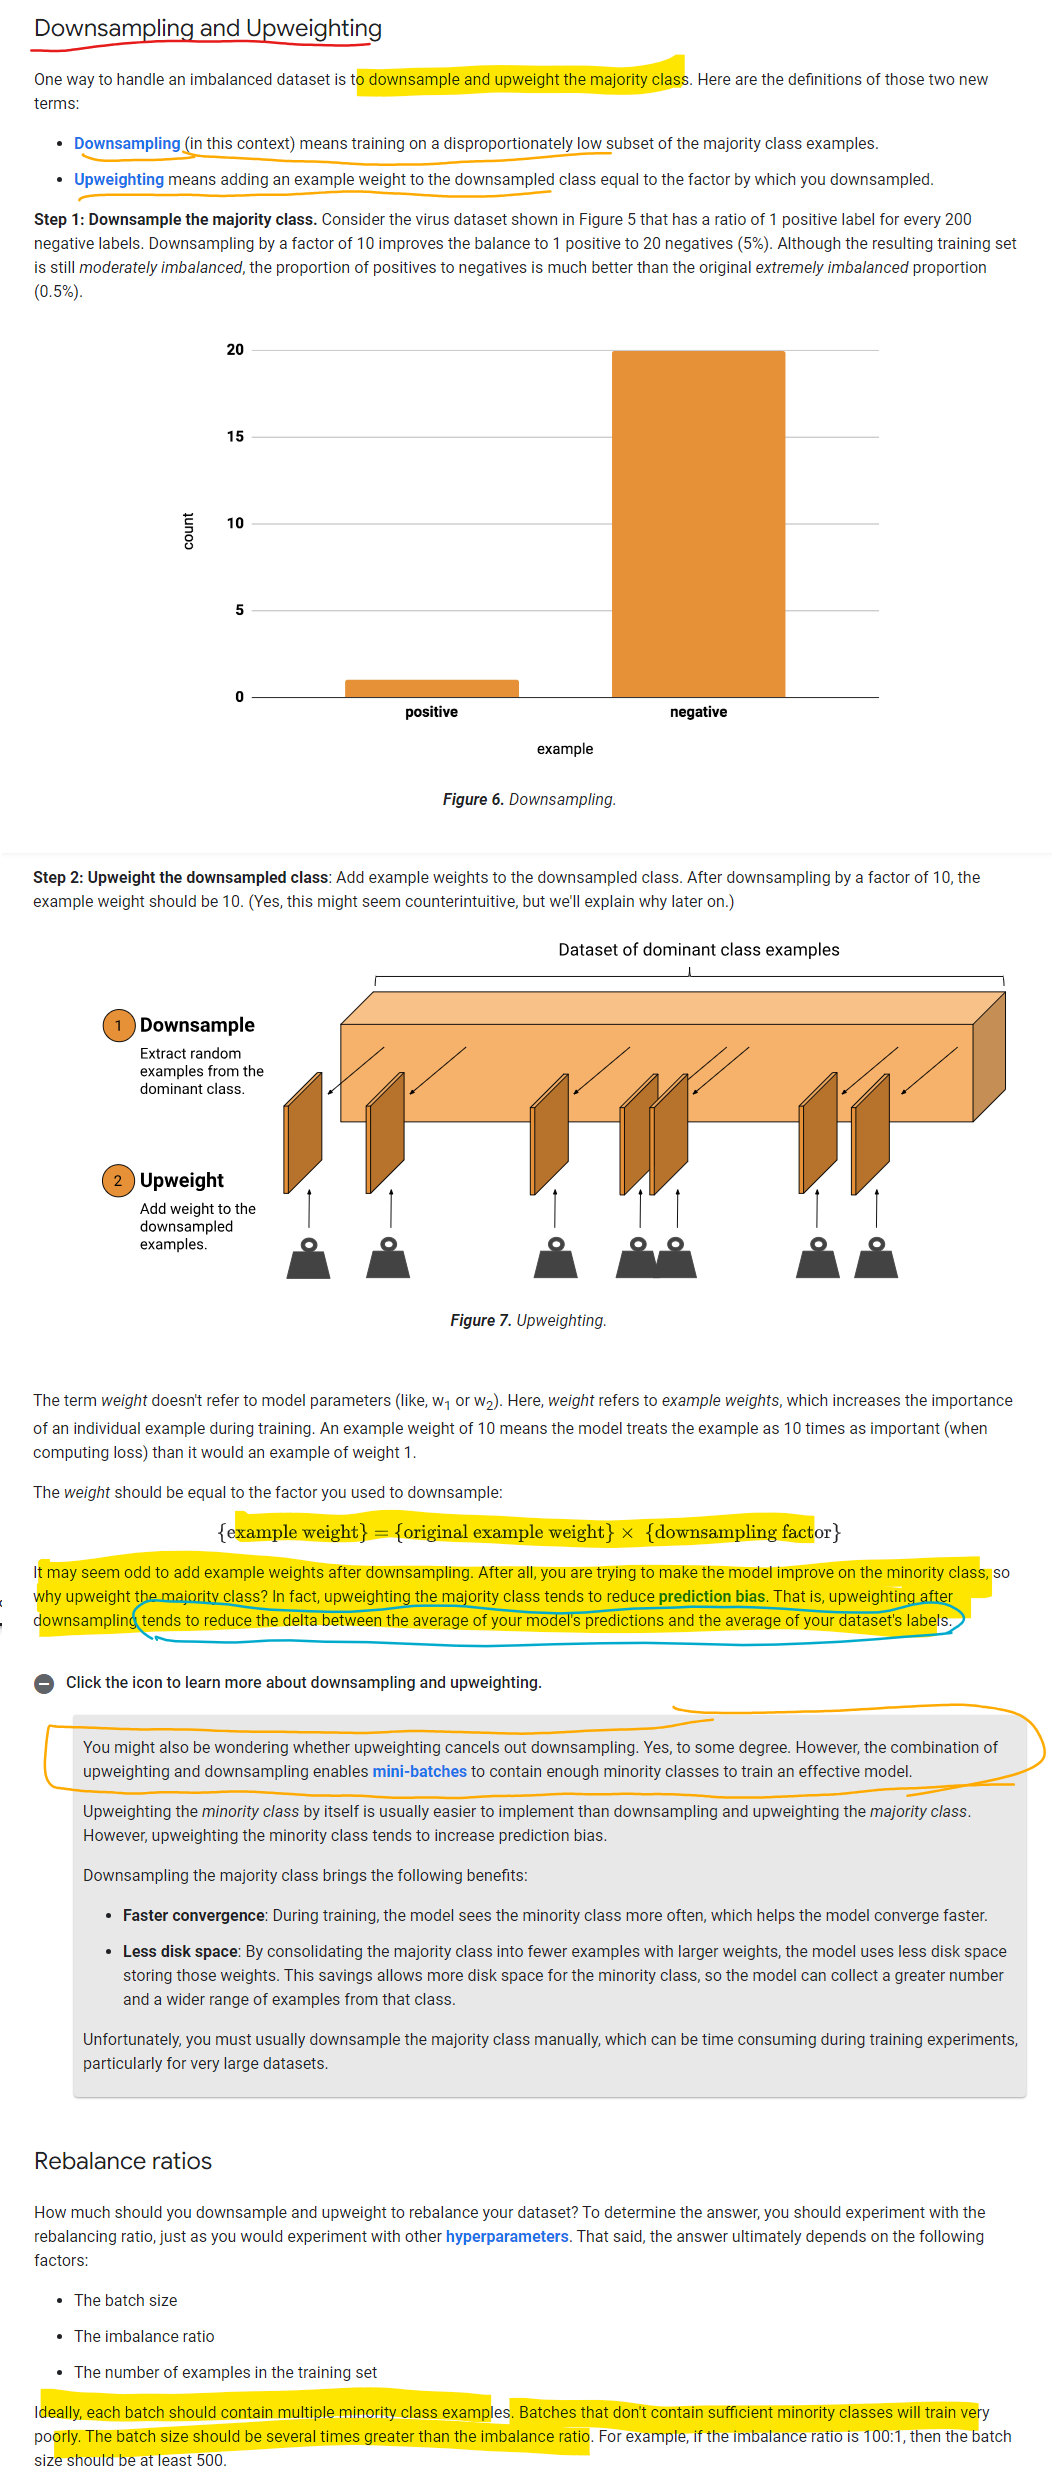 Downsampling and Upweighting
One way to handle an imbalanced dataset is to downsample and upweight the majority class. Here are the definitions of those two new
terms:
• Downsampling (in this context) means training on a disproportionately low subset of the majority class examples.
• Upweighting means adding an example weight to the downsampled class equal to the factor by which you downsampled.
Step 1: Downsample the majority class. Consider the virus dataset shown in Figure 5 that has a ratio of 1 positive label for every 200
negative labels. Downsampling by a factor of 10 improves the balance to 1 positive to 20 negatives (5%). Although the resulting training set
is still moderately imbalanced, the proportion of positives to negatives is much better than the original extremely imbalanced proportion
(0.5%).
20
15
10
5
0
count
positive
negative
example
Figure 6. Downsampling.
Step 2: Upweight the downsampled class: Add example weights to the downsampled class. After downsampling by a factor of 10, the
example weight should be 10. (Yes, this might seem counterintuitive, but we'll explain why later on.)
Dataset of dominant class examples
1 Downsample
Extract random
examples from the
dominant class.
2 Upweight
Add weight to the
downsampled
examples.
Figure 7. Upweighting.
The term weight doesn't refer to model parameters (like, w1 or w2). Here, weight refers to example weights, which increases the importance
of an individual example during training. An example weight of 10 means the model treats the example as 10 times as important (when
computing loss) than it would an example of weight 1.
The weight should be equal to the factor you used to downsample:
{example weight} = {original example weight} × {downsampling factor}
It may seem odd to add example weights after downsampling. After all, you are trying to make the model improve on the minority class, so
why upweight the majority class? In fact, upweighting the majority class tends to reduce prediction bias. That is, upweighting after
downsampling tends to reduce the delta between the average of your model's predictions and the average of your dataset's labels.
Click the icon to learn more about downsampling and upweighting.
You might also be wondering whether upweighting cancels out downsampling. Yes, to some degree. However, the combination of
upweighting and downsampling enables mini-batches to contain enough minority classes to train an effective model.
Upweighting the minority class by itself is usually easier to implement than downsampling and upweighting the majority class.
However, upweighting the minority class tends to increase prediction bias.
Downsampling the majority class brings the following benefits:
• Faster convergence: During training, the model sees the minority class more often, which helps the model converge faster.
• Less disk space: By consolidating the majority class into fewer examples with larger weights, the model uses less disk space
storing those weights. This savings allows more disk space for the minority class, so the model can collect a greater number
and a wider range of examples from that class.
Unfortunately, you must usually downsample the majority class manually, which can be time consuming during training experiments,
particularly for very large datasets.
Rebalance ratios
How much should you downsample and upweight to rebalance your dataset? To determine the answer, you should experiment with the
rebalancing ratio, just as you would experiment with other hyperparameters. That said, the answer ultimately depends on the following
factors:
• The batch size
• The imbalance ratio
• The number of examples in the training set
Ideally, each batch should contain multiple minority class examples. Batches that don't contain sufficient minority classes will train very
poorly. The batch size should be several times greater than the imbalance ratio. For example, if the imbalance ratio is 100:1, then the batch
size should be at least 500.